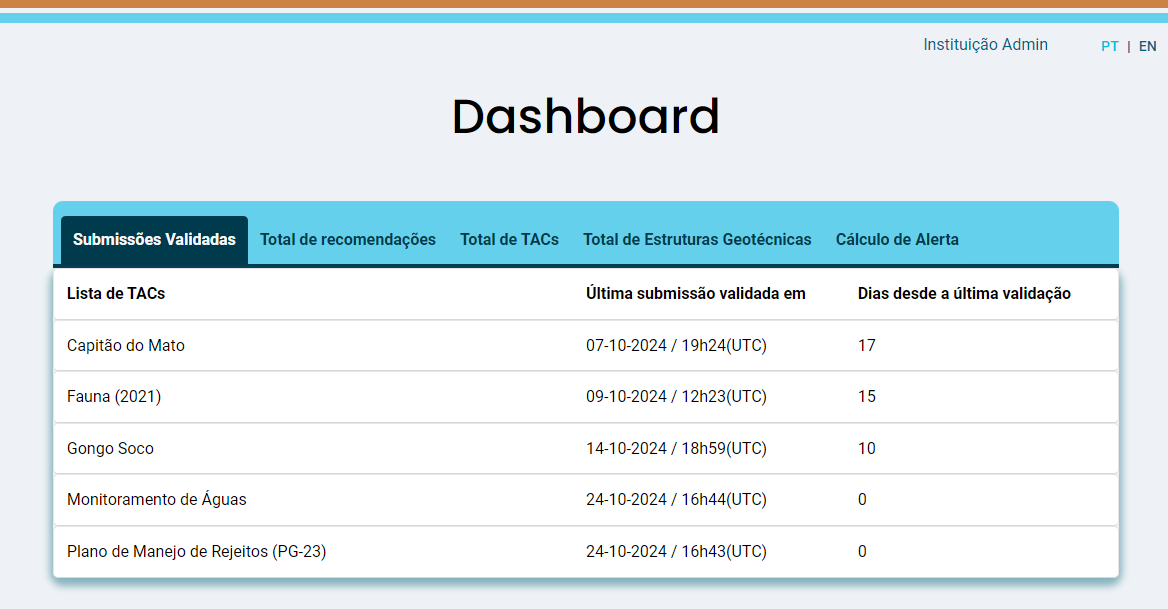 Instituição Admin PT | EN
Dashboard
Submissões Validadas Total de recomendações Total de TACs Total de Estruturas Geotécnicas Cálculo de Alerta
Lista de TACs Última submissão validada em Dias desde a última validação
Capitão do Mato 07-10-2024 / 19h24(UTC) 17
Fauna (2021) 09-10-2024 / 12h23(UTC) 15
Gongo Soco 14-10-2024 / 18h59(UTC) 10
Monitoramento de Águas 24-10-2024 / 16h44(UTC) 0
Plano de Manejo de Rejeitos (PG-23) 24-10-2024 / 16h43(UTC) 0